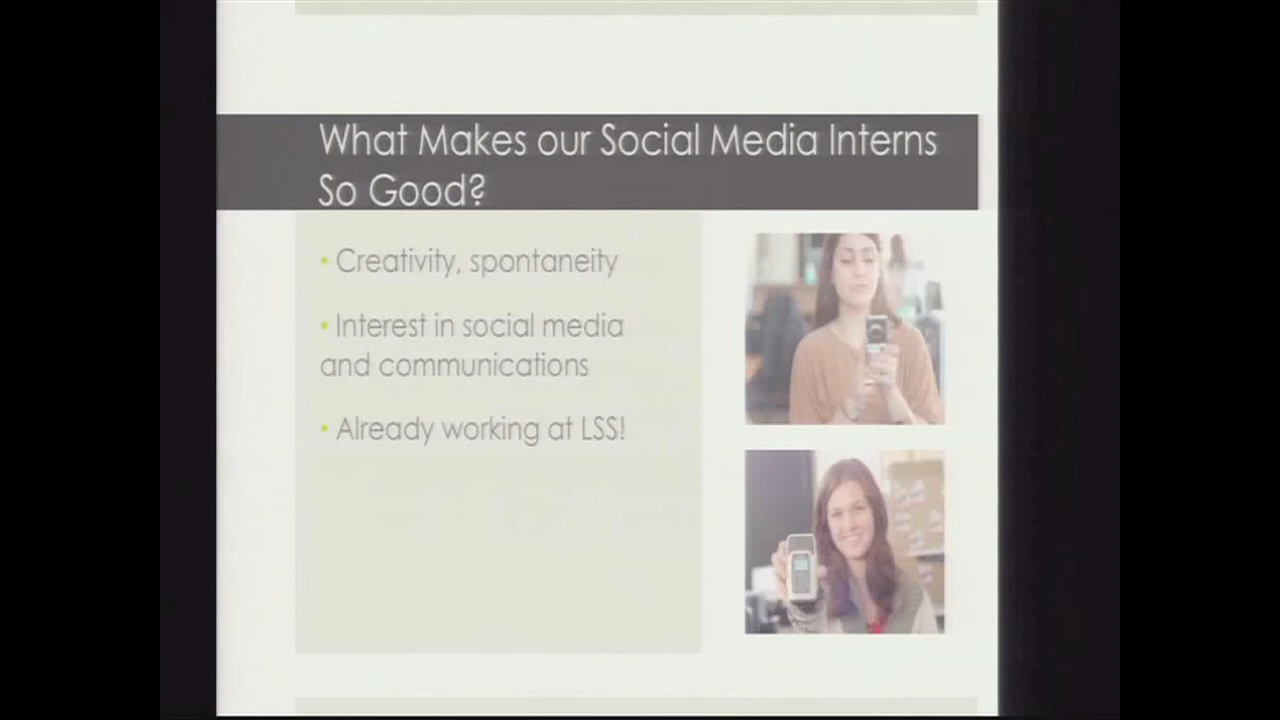 What Makes our Social Media Interns
So Good?
• Creativity, spontaneity
• Interest in social media
and communications
• Already working at LSS!